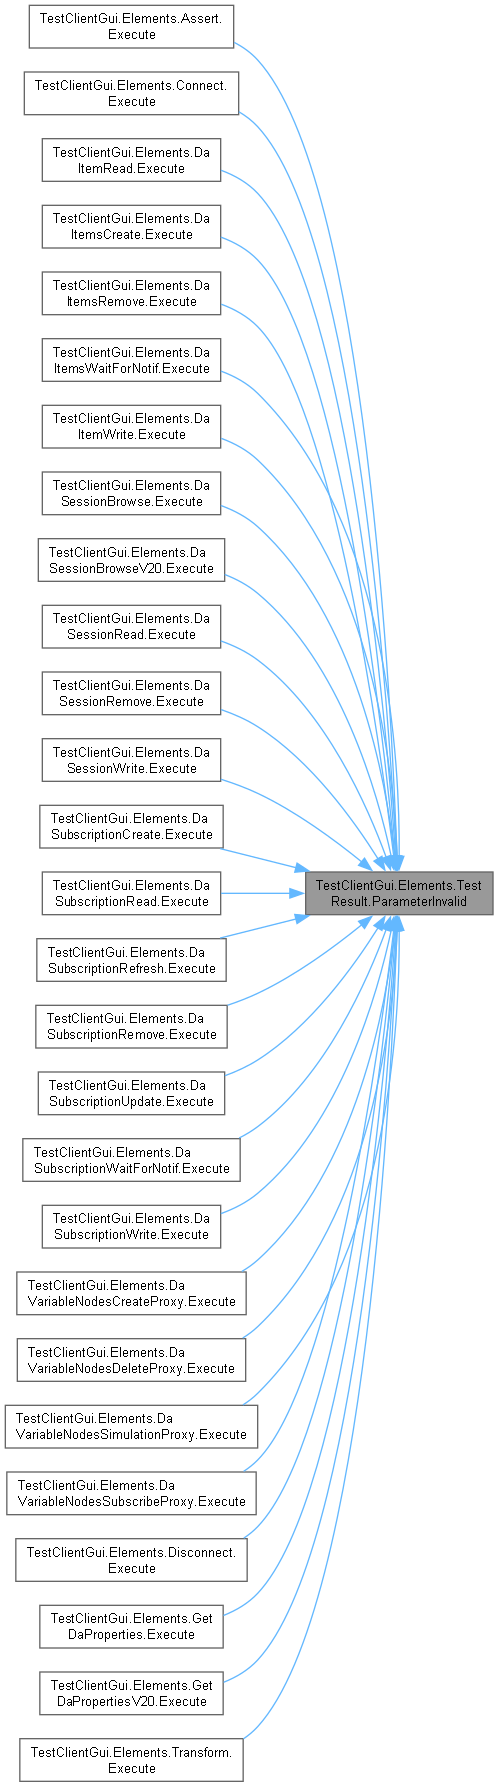 TestClientGui.Elements.Assert.
Execute
TestClientGui.Elements.Connect.
Execute
TestClientGui.Elements.Da
ItemRead.Execute
TestClientGui.Elements.Da
ItemsCreate.Execute
TestClientGui.Elements.Da
ItemsRemove.Execute
TestClientGui.Elements.Da
ItemsWaitForNotif.Execute
TestClientGui.Elements.Da
ItemWrite.Execute
TestClientGui.Elements.Da
SessionBrowse.Execute
TestClientGui.Elements.Da
SessionBrowseV20.Execute
TestClientGui.Elements.Da
SessionRead.Execute
TestClientGui.Elements.Da
SessionRemove.Execute
TestClientGui.Elements.Da
SessionWrite.Execute
TestClientGui.Elements.Da
SubscriptionCreate.Execute
TestClientGui.Elements.Da
SubscriptionRead.Execute
TestClientGui.Elements.Test
Result.ParameterInvalid
TestClientGui.Elements.Da
SubscriptionRefresh.Execute
TestClientGui.Elements.Da
SubscriptionRemove.Execute
TestClientGui.Elements.Da
SubscriptionUpdate.Execute
TestClientGui.Elements.Da
SubscriptionWaitForNotif.Execute
TestClientGui.Elements.Da
SubscriptionWrite.Execute
TestClientGui.Elements.Da
VariableNodesCreateProxy.Execute
TestClientGui.Elements.Da
VariableNodesDeleteProxy.Execute
TestClientGui.Elements.Da
VariableNodesSimulationProxy.Execute
TestClientGui.Elements.Da
VariableNodesSubscribeProxy.Execute
TestClientGui.Elements.Disconnect.
Execute
TestClientGui.Elements.Get
DaProperties.Execute
TestClientGui.Elements.Get
DaPropertiesV20.Execute
TestClientGui.Elements.Transform.
Execute